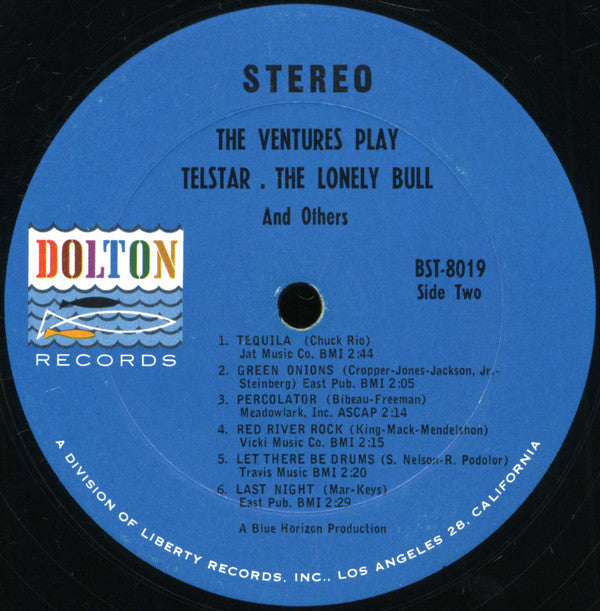 STEREO
THE VENTURES PLAY
TELSTAR . THE LONELY BULL
And Others
DOLTON
RECORDS
BST-8019
Side Two
1. TEQUILA (Chuck Rio)
Jat Music Co. BMI 2:44
2. GREEN ONIONS (Cropper-Jones-Jackson, Jr.-
Steinberg) East Pub. BMI 2:05
3. PERCOLATOR (Bibeau-Freeman)
Meadowlark, Inc. ASCAP 2:14
4. RED RIVER ROCK (King-Mack-Mendelshon)
Vicki Music Co. BMI 2:15
5. LET THERE BE DRUMS (S. Nelson-R. Podolor)
Travis Music BMI 2:20
6. LAST NIGHT (Mar-Keys)
East Pub. BMI 2:29
A Blue Horizon Production
A DIVISION OF LIBERTY RECORDS, INC., LOS ANGELES 28, CALIFORNIA